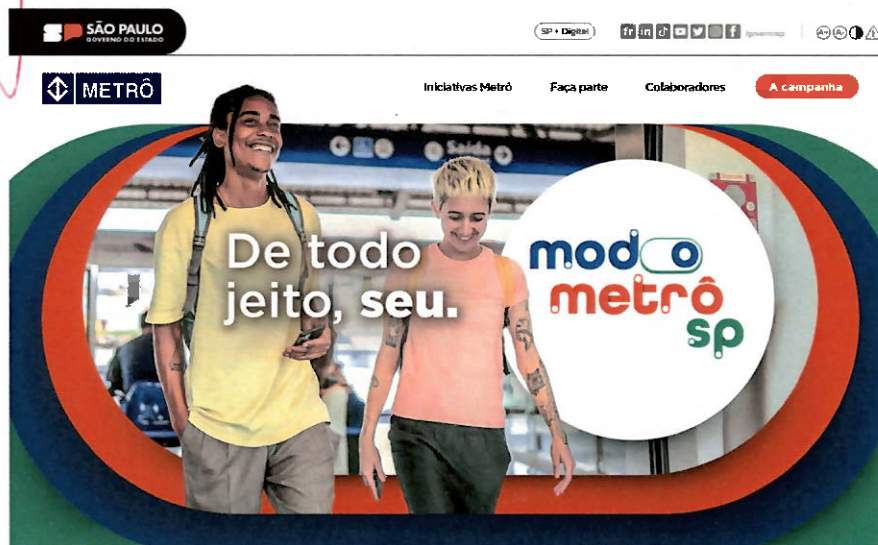 SÃO PAULO
GOVERNO DO ESTADO
SP + Digital
/governosp
A+ A-
METRÔ
Iniciativas Metrô
Faça parte
Colaboradores
A campanha
Saída
De todo
jeito, seu.
modo
metrô
sp